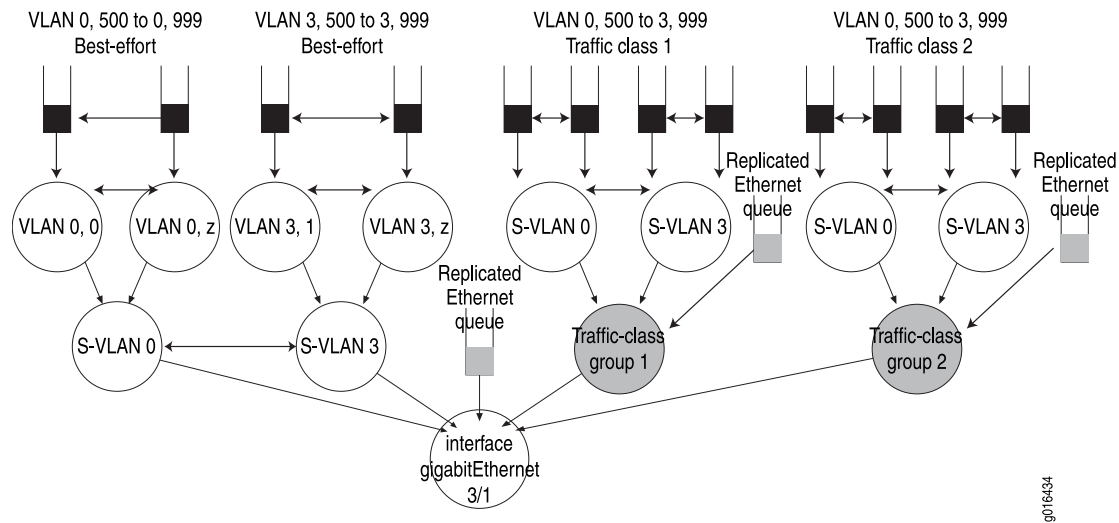 VLAN 0, 500 to 0, 999
Best-effort
VLAN 3, 500 to 3, 999
Best-effort
VLAN 0, 500 to 3, 999
Traffic class 1
VLAN 0, 500 to 3, 999
Traffic class 2
Replicated
Ethernet
queue
Replicated
Ethernet
queue
VLAN 0, 0
VLAN 0, z
VLAN 3, 1
VLAN 3, z
S-VLAN 0
S-VLAN 3
S-VLAN 0
S-VLAN 3
Replicated
Ethernet
queue
S-VLAN 0
S-VLAN 3
Traffic-class
group 1
Traffic-class
group 2
interface
gigabitEthernet
3/1
g016434